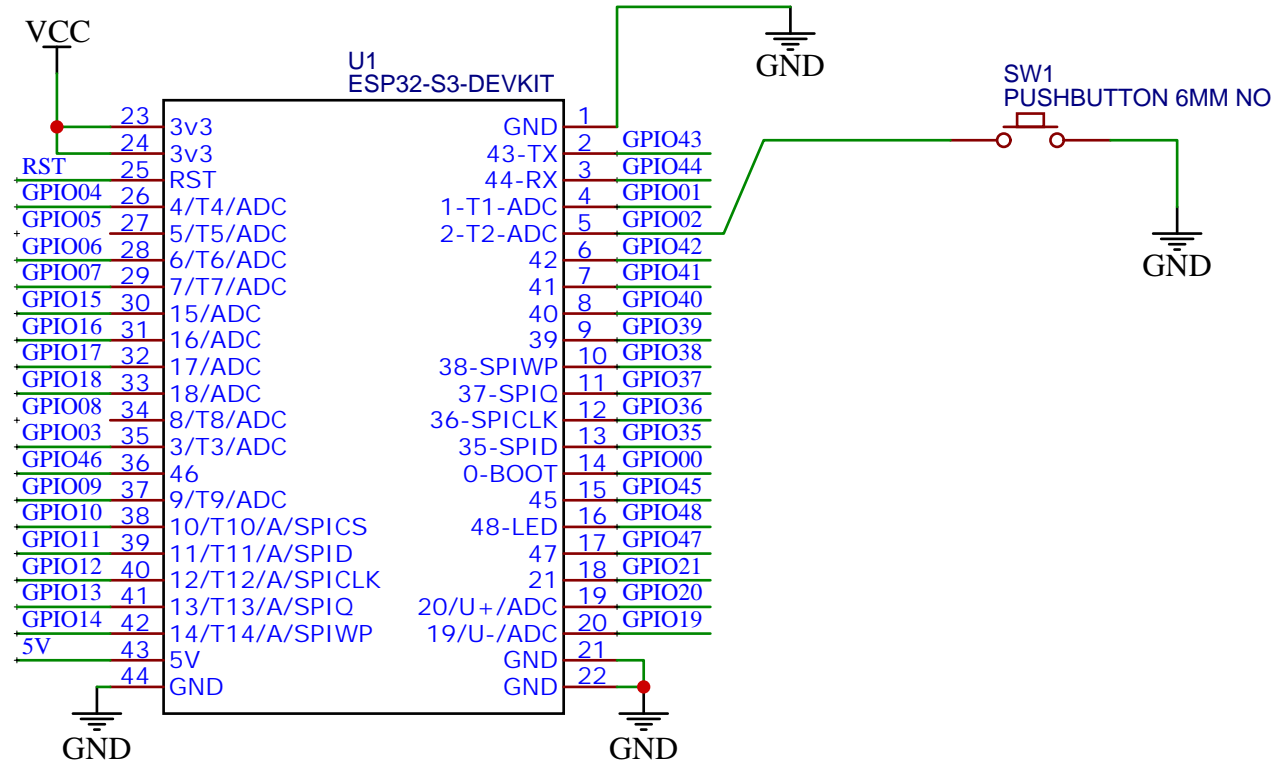 VCC
U1
ESP32-S3-DEVKIT
GND
SW1
PUSHBUTTON 6MM NO
GND
23 3v3
24 3v3
RST 25 RST
GPIO04 26 4/T4/ADC
GPIO05 27 5/T5/ADC
GPIO06 28 6/T6/ADC
GPIO07 29 7/T7/ADC
GPIO15 30 15/ADC
GPIO16 31 16/ADC
GPIO17 32 17/ADC
GPIO18 33 18/ADC
GPIO08 34 8/T8/ADC
GPIO03 35 3/T3/ADC
GPIO46 36 46
GPIO09 37 9/T9/ADC
GPIO10 38 10/T10/A/SPICS
GPIO11 39 11/T11/A/SPID
GPIO12 40 12/T12/A/SPICLK
GPIO13 41 13/T13/A/SPIQ
GPIO14 42 14/T14/A/SPIWP
5V 43 5V
44 GND
GND
GND 1
43-TX 2 GPIO43
44-RX 3 GPIO44
1-T1-ADC 4 GPIO01
2-T2-ADC 5 GPIO02
42 6 GPIO42
41 7 GPIO41
40 8 GPIO40
39 9 GPIO39
38-SPIWP 10 GPIO38
37-SPIQ 11 GPIO37
36-SPICLK 12 GPIO36
35-SPID 13 GPIO35
0-BOOT 14 GPIO00
45 15 GPIO45
48-LED 16 GPIO48
47 17 GPIO47
21 18 GPIO21
20/U+/ADC 19 GPIO20
19/U-/ADC 20 GPIO19
GND 21
GND 22
GND